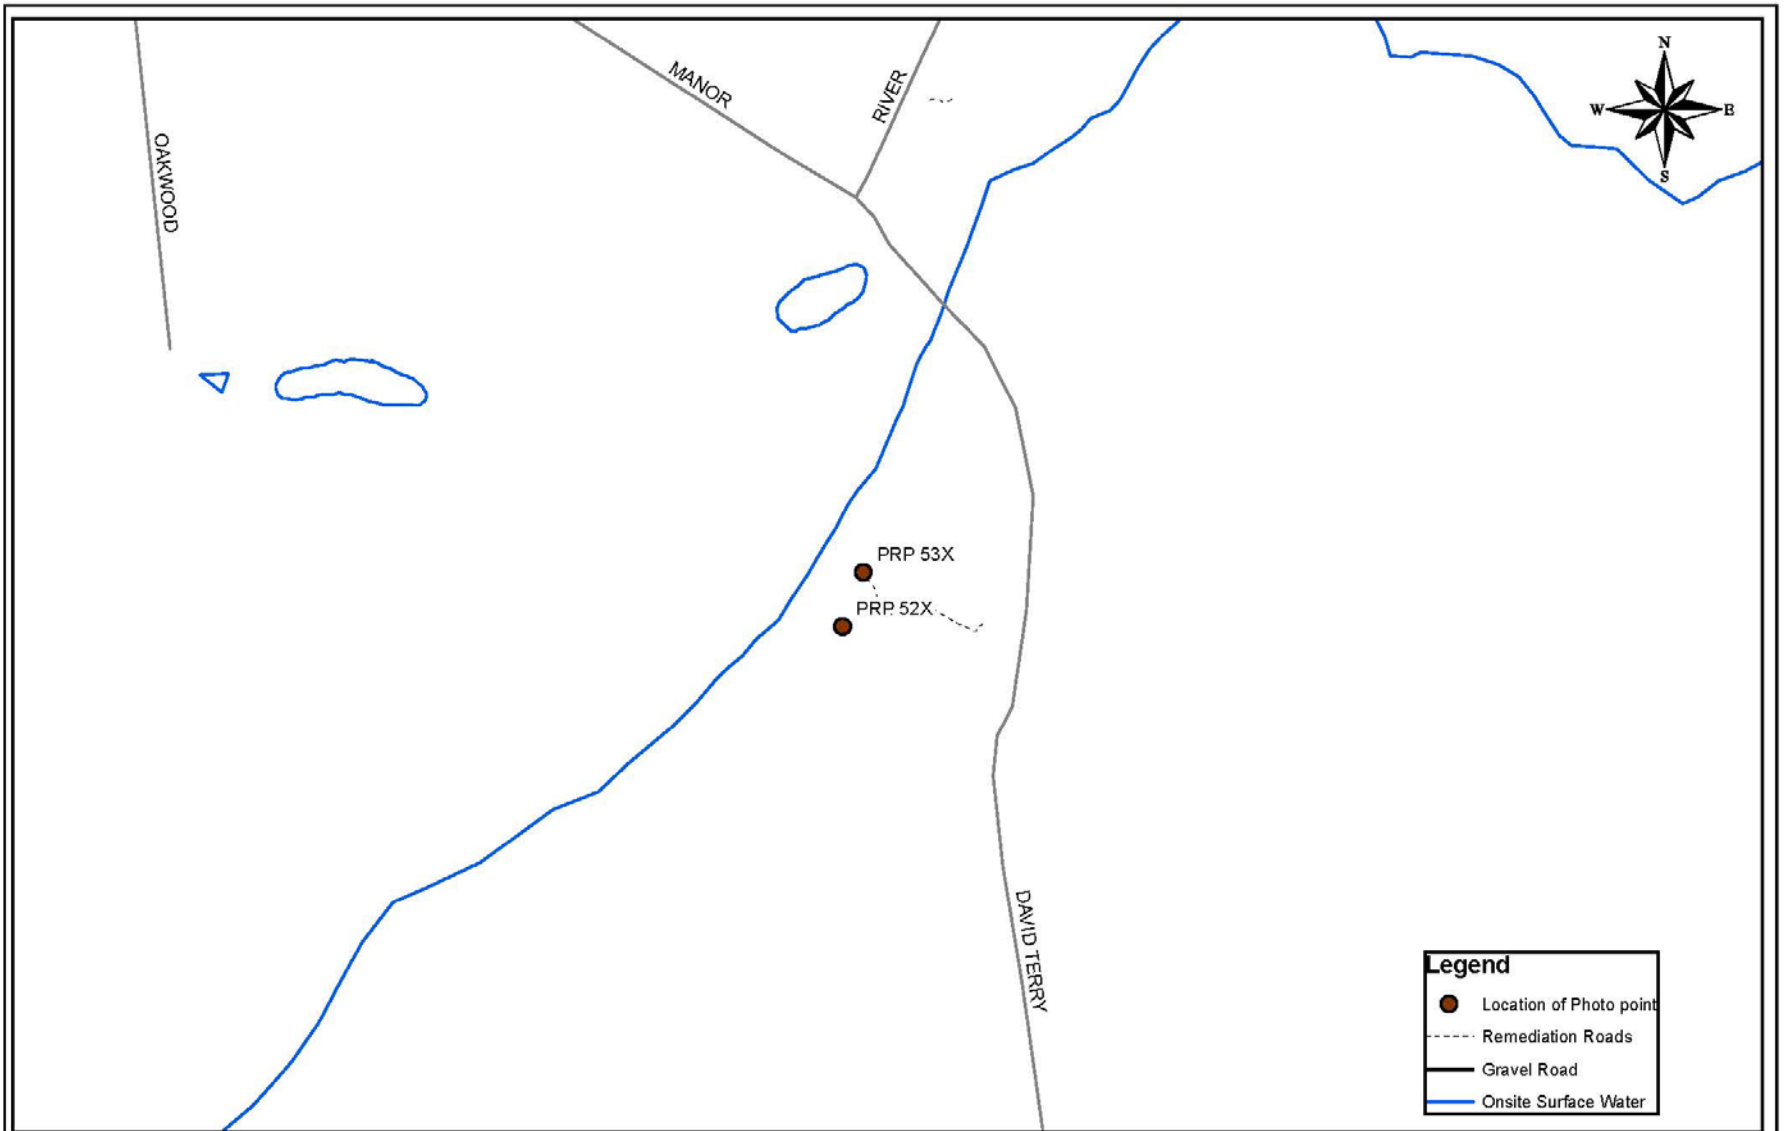 N
W E
S
MANOR
RIVER
OAKWOOD
PRP 53X
PRP 52X
DAVID TERRY
Legend
Location of Photo point
Remediation Roads
Gravel Road
Onsite Surface Water